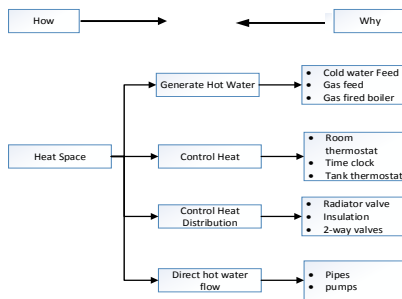 How
Why
Generate Hot Water
• Cold water Feed
• Gas feed
• Gas fired boiler
Heat Space
Control Heat
• Room
thermostat
• Time clock
• Tank thermostat
Control Heat
Distribution
• Radiator valve
• Insulation
• 2-way valves
Direct hot water
flow
• Pipes
• pumps